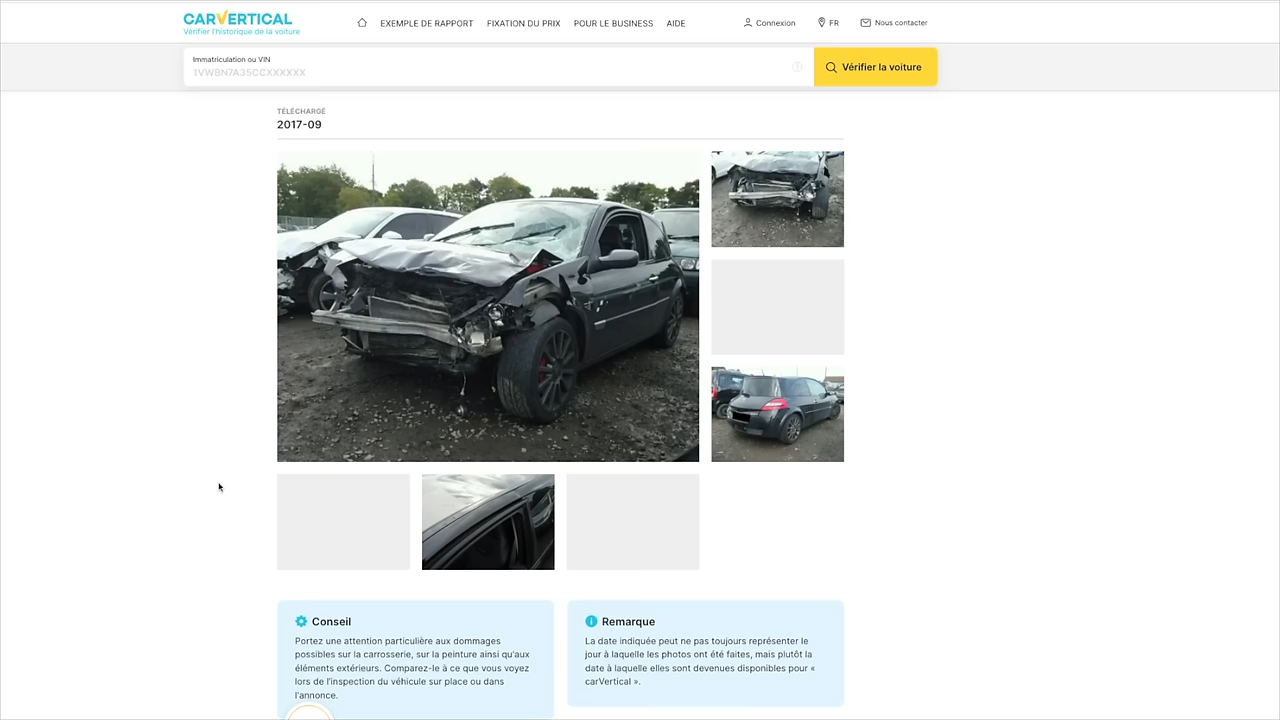 CARVERTICAL
Vérifier l'historique de la voiture
EXEMPLE DE RAPPORT
FIXATION DU PRIX
POUR LE BUSINESS
AIDE
Connexion
FR
Nous contacter
Immatriculation ou VIN
1VWBN7A35CCXXXXXX
Vérifier la voiture
TÉLÉCHARGÉ
2017-09
Conseil
Portez une attention particulière aux dommages
possibles sur la carrosserie, sur la peinture ainsi qu'aux
éléments extérieurs. Comparez-le à ce que vous voyez
lors de l'inspection du véhicule sur place ou dans
l'annonce.
Remarque
La date indiquée peut ne pas toujours représenter le
jour à laquelle les photos ont été faites, mais plutôt la
date à laquelle elles sont devenues disponibles pour «
carVertical ».